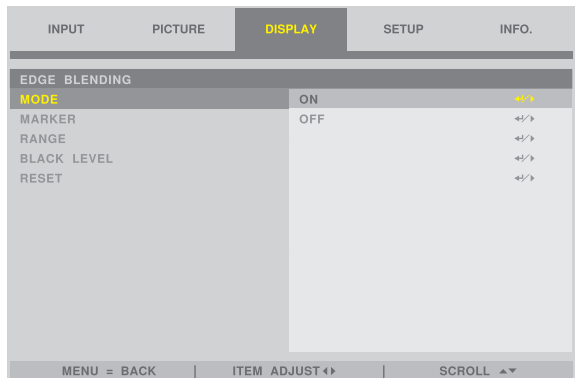 INPUT PICTURE DISPLAY SETUP INFO.
EDGE BLENDING
MODE ON
MARKER OFF
RANGE
BLACK LEVEL
RESET
MENU = BACK | ITEM ADJUST◂▸ | SCROLL ▴▾